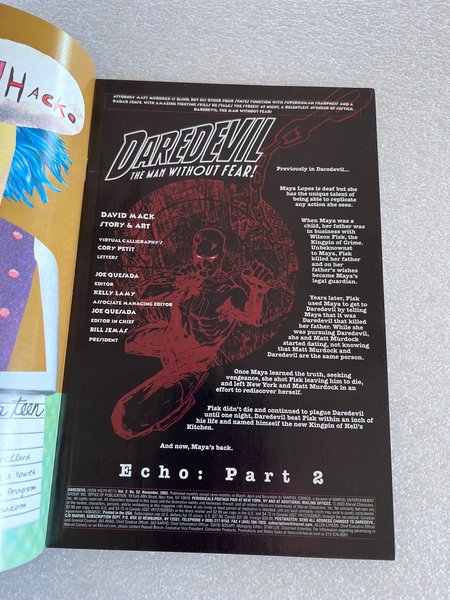 HACKO
a teen
illard
's Youth
Program
u.com
ATTORNEY MATT MURDOCK IS BLIND, BUT HIS OTHER FOUR SENSES FUNCTION WITH SUPERHUMAN SHARPNESS AND A
RADAR SENSE. WITH AMAZING FIGHTING SKILLS HE STALKS THE STREETS AT NIGHT, A RELENTLESS AVENGER OF JUSTICE.
DAREDEVIL THE MAN WITHOUT FEAR!
DAREDEVIL
THE MAN WITHOUT FEAR!
DAVID MACK
STORY & ART
VIRTUAL CALLIGRAPHY'S
CORY PETIT
LETTERS
JOE QUESADA
EDITOR
KELLY LAMY
ASSOCIATE MANAGING EDITOR
JOE QUESADA
EDITOR IN CHIEF
BILL JEMAS
PRESIDENT
Previously in Daredevil...
Maya Lopez is deaf but she
has the unique talent of
being able to replicate
any action she sees.
When Maya was a
child, her father was
in business with
Wilson Fisk, the
Kingpin of Crime.
Unbeknownst
to Maya, Fisk
killed her father
and on her
father's wishes
became Maya's
legal guardian.
Years later, Fisk
used Maya to get to
Daredevil by telling
Maya that it was
Daredevil that killed
her father. While she
was pursuing Daredevil,
she and Matt Murdock
started dating, not knowing
that Matt Murdock and
Daredevil are the same person.
Once Maya learned the truth, seeking
vengeance, she shot Fisk leaving him to die,
and left New York and Matt Murdock in an
effort to rediscover herself.
Fisk didn't die and continued to plague Daredevil
until one night, Daredevil beat Fisk within an inch of
his life and named himself the new Kingpin of Hell's
Kitchen.
And now, Maya's back.
Echo: Part 2